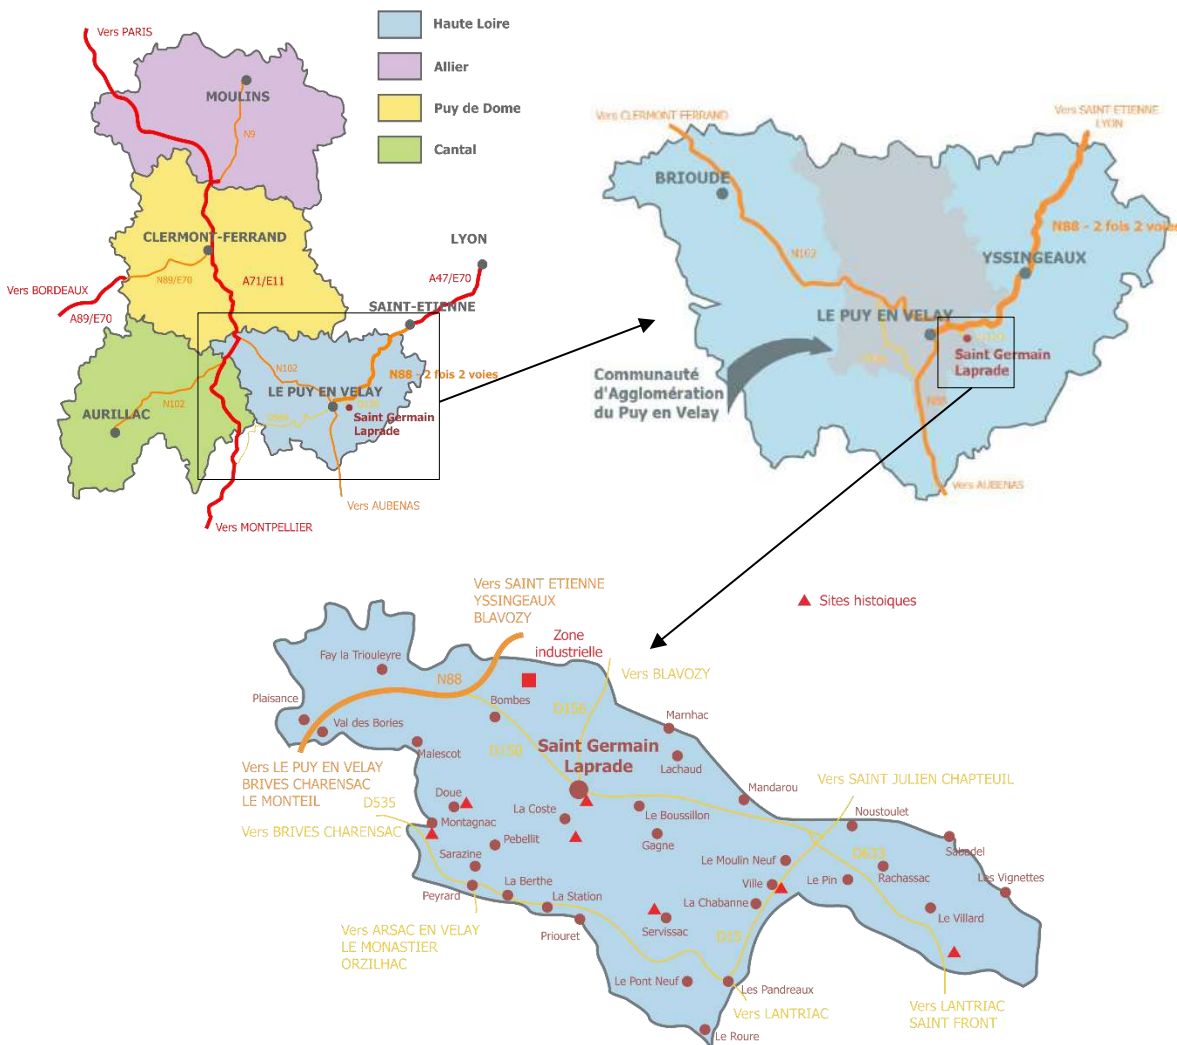 Vers PARIS
Haute Loire
Allier
Puy de Dome
Cantal
MOULINS
N9
CLERMONT-FERRAND
N89/E70
A71/E11
Vers BORDEAUX
A89/E70
LYON
A47/E70
SAINT-ETIENNE
N102
N88 - 2 fois 2 voies
LE PUY EN VELAY
Saint Germain
Laprade
AURILLAC
N102
Vers AUBENAS
Vers MONTPELLIER
Vers CLERMONT FERRAND
Vers SAINT ETIENNE
LYON
BRIOUDE
N102
N88 - 2 fois 2 voies
YSSINGEAUX
LE PUY EN VELAY
Saint Germain
Laprade
Communauté
d'Agglomération
du Puy en Velay
N88
Vers AUBENAS
Sites histoiques
Vers SAINT ETIENNE
YSSINGEAUX
BLAVOZY
Zone
industrielle
Vers BLAVOZY
Fay la Triouleyre
N88
Plaisance
Val des Bories
Bombes
D156
D150
Malescot
Marnhac
Lachaud
Saint Germain
Laprade
Vers LE PUY EN VELAY
BRIVES CHARENSAC
LE MONTEIL
Vers SAINT JULIEN CHAPTEUIL
Mandarou
D535
Vers BRIVES CHARENSAC
Doue
Montagnac
La Coste
Le Boussillon
Gagne
Noustoulet
Sabadel
Pebellit
Sarazine
Le Moulin Neuf
D633
Rachassac
Le Pin
Les Vignettes
Peyrard
La Berthe
La Station
Ville
La Chabanne
Le Villard
Priouret
Servissac
D15
Vers ARSAC EN VELAY
LE MONASTIER
ORZILHAC
Le Pont Neuf
Les Pandreaux
Vers LANTRIAC
Vers LANTRIAC
SAINT FRONT
Le Roure